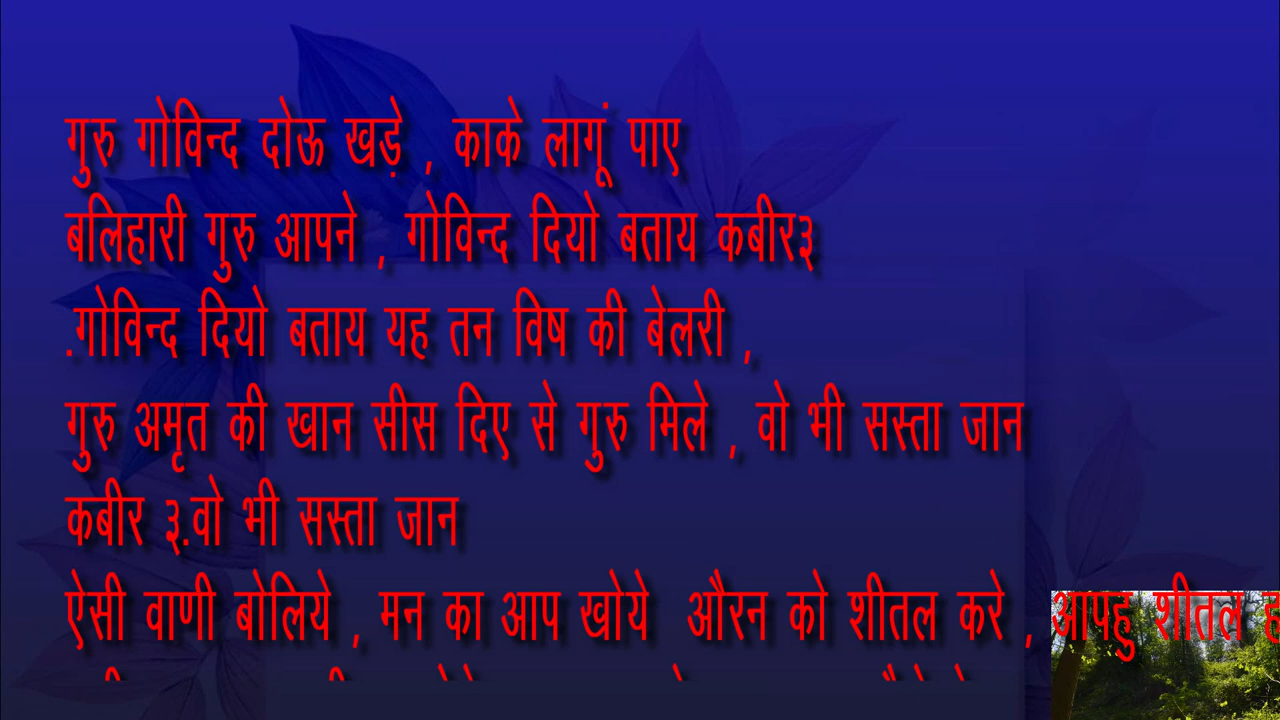 गुरु गोविन्द दोऊ खड़े , काके लागूं पाए
बलिहारी गुरु आपने , गोविन्द दियो बताय कबीर३
.गोविन्द दियो बताय यह तन विष की बेलरी ,
गुरु अमृत की खान सीस दिए से गुरु मिले , वो भी सस्ता जान
कबीर ३.वो भी सस्ता जान
ऐसी वाणी बोलिये , मन का आप खोये औरन को शीतल करे , आपहु शीतल